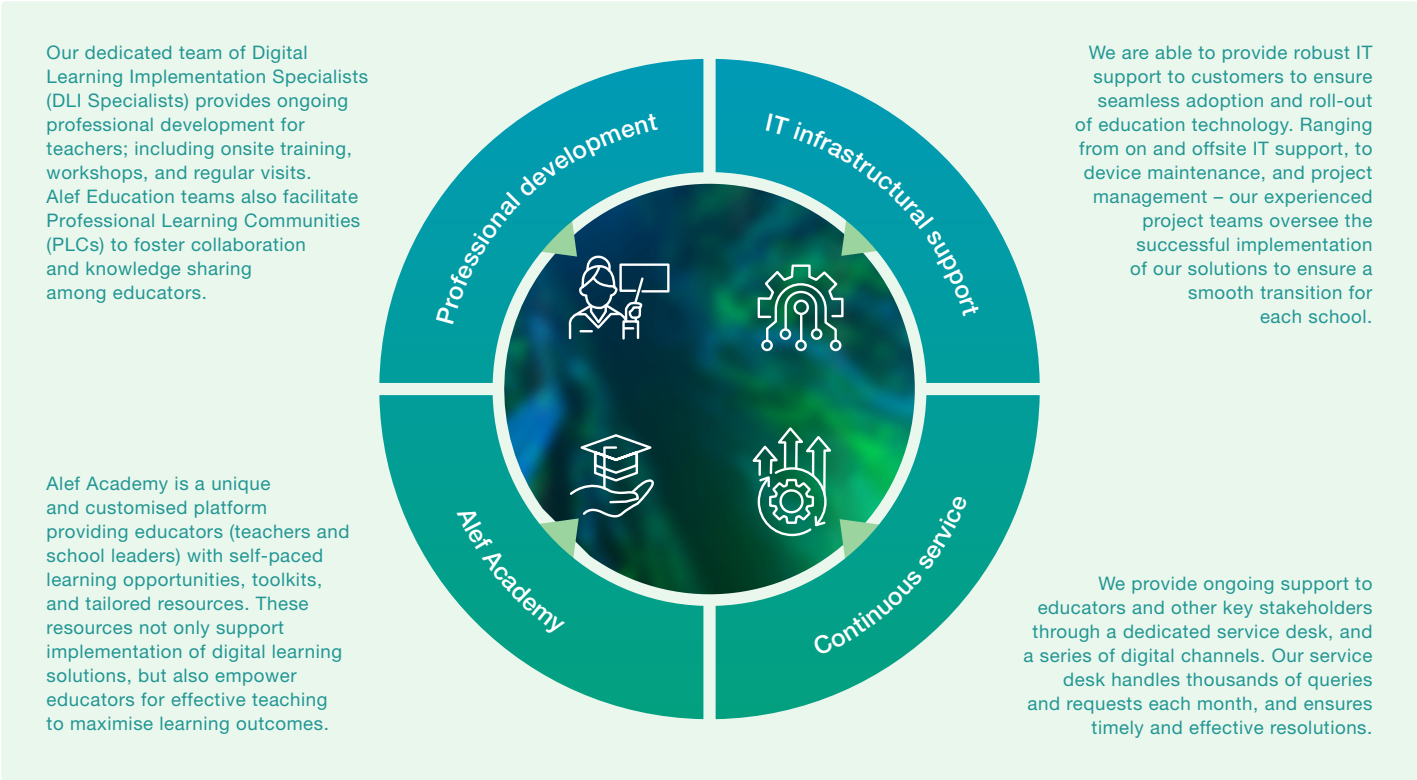 Our dedicated team of Digital
Learning Implementation Specialists
(DLI Specialists) provides ongoing
professional development for
teachers; including onsite training,
workshops, and regular visits.
Alef Education teams also facilitate
Professional Learning Communities
(PLCs) to foster collaboration
and knowledge sharing
among educators.
Professional development
IT infrastructural support
We are able to provide robust IT
support to customers to ensure
seamless adoption and roll-out
of education technology. Ranging
from on and offsite IT support, to
device maintenance, and project
management – our experienced
project teams oversee the
successful implementation
of our solutions to ensure a
smooth transition for
each school.
Alef Academy is a unique
and customised platform
providing educators (teachers and
school leaders) with self-paced
learning opportunities, toolkits,
and tailored resources. These
resources not only support
implementation of digital learning
solutions, but also empower
educators for effective teaching
to maximise learning outcomes.
Alef Academy
Continuous service
We provide ongoing support to
educators and other key stakeholders
through a dedicated service desk, and
a series of digital channels. Our service
desk handles thousands of queries
and requests each month, and ensures
timely and effective resolutions.